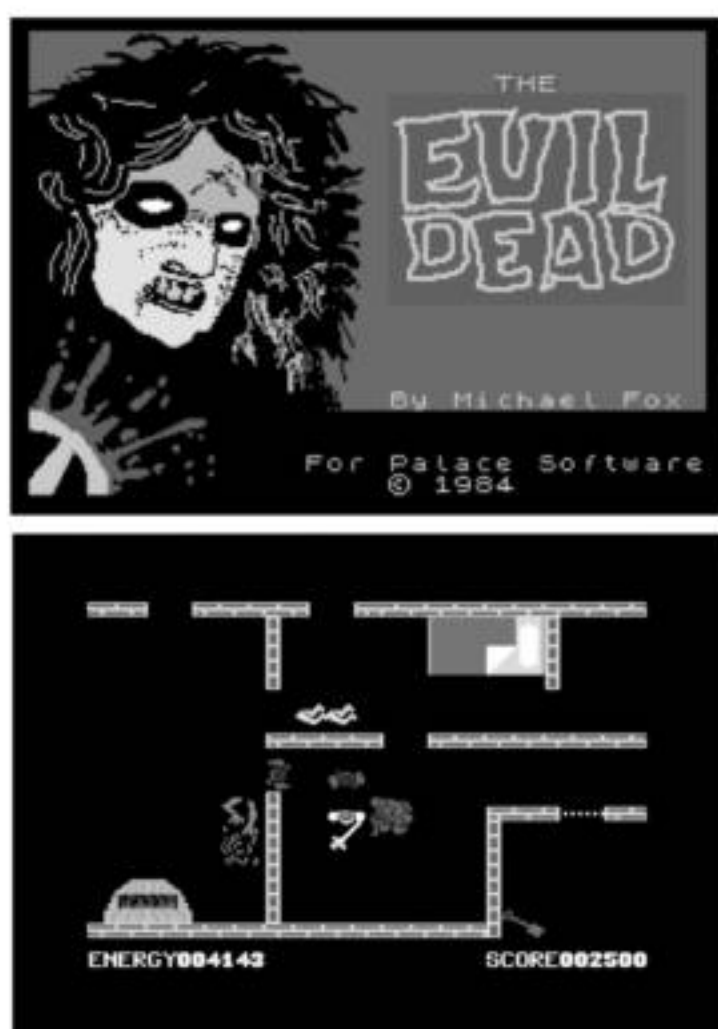 THE
EVIL
DEAD
By Michael Fox
For Palace Software
© 1984
ENERGY004143 SCORE002500